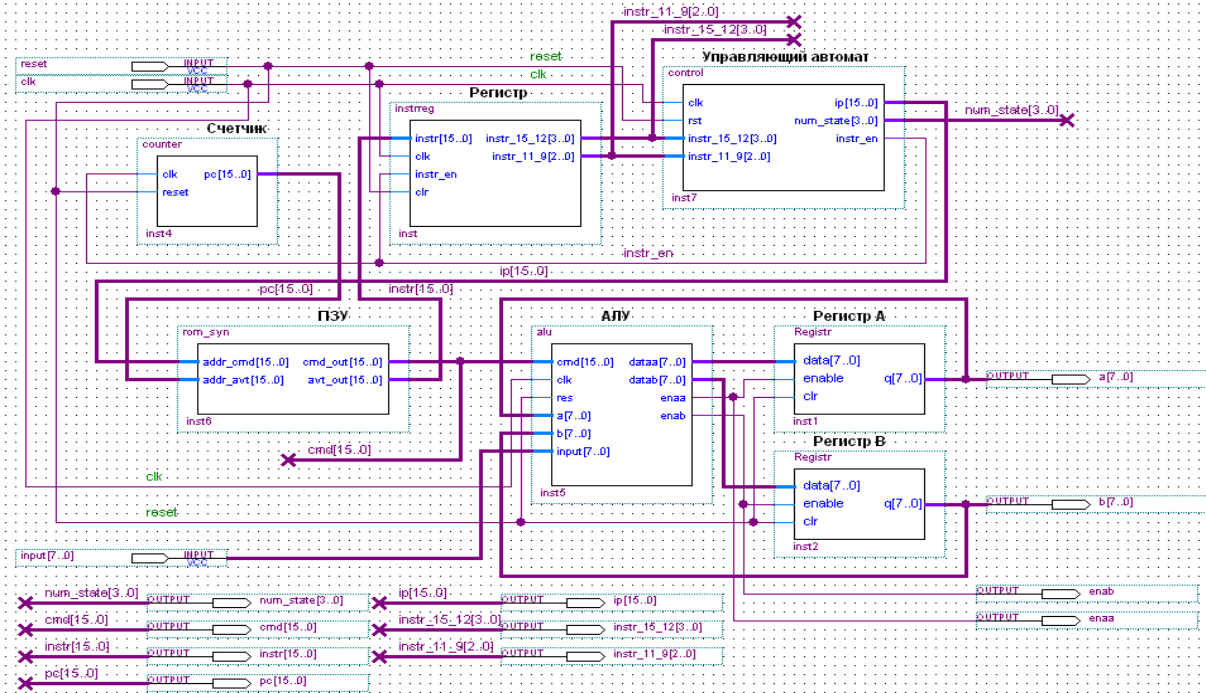 instr_11_9[2..0]
instr_15_12[3..0]
reset
INPUT
VCC
clk
INPUT
VCC
reset
clk
Управляющий автомат
control
clk
rst
instr_15_12[3..0]
instr_11_9[2..0]
ip[15..0]
num_state[3..0]
instr_en
inst7
num_state[3..0]
Регистр
instrreg
instr[15..0]
clk
instr_en
clr
instr_15_12[3..0]
instr_11_9[2..0]
inst
Счетчик
counter
clk
reset
pc[15..0]
inst4
instr_en
ip[15..0]
pc[15..0]
instr[15..0]
ПЗУ
rom_syn
addr_cmd[15..0]
addr_avt[15..0]
cmd_out[15..0]
avt_out[15..0]
inst6
АЛУ
alu
cmd[15..0]
clk
res
a[7..0]
b[7..0]
input[7..0]
dataa[7..0]
datab[7..0]
enaa
enab
inst5
Регистр А
Registr
data[7..0]
enable
clr
q[7..0]
inst1
OUTPUT
a[7..0]
Регистр В
Registr
data[7..0]
enable
clr
q[7..0]
inst2
OUTPUT
b[7..0]
cmd[15..0]
clk
reset
input[7..0]
INPUT
VCC
num_state[3..0]
OUTPUT
num_state[3..0]
ip[15..0]
OUTPUT
ip[15..0]
OUTPUT
enab
cmd[15..0]
OUTPUT
cmd[15..0]
instr_15_12[3..0]
OUTPUT
instr_15_12[3..0]
OUTPUT
enaa
instr[15..0]
OUTPUT
instr[15..0]
instr_11_9[2..0]
OUTPUT
instr_11_9[2..0]
pc[15..0]
OUTPUT
pc[15..0]